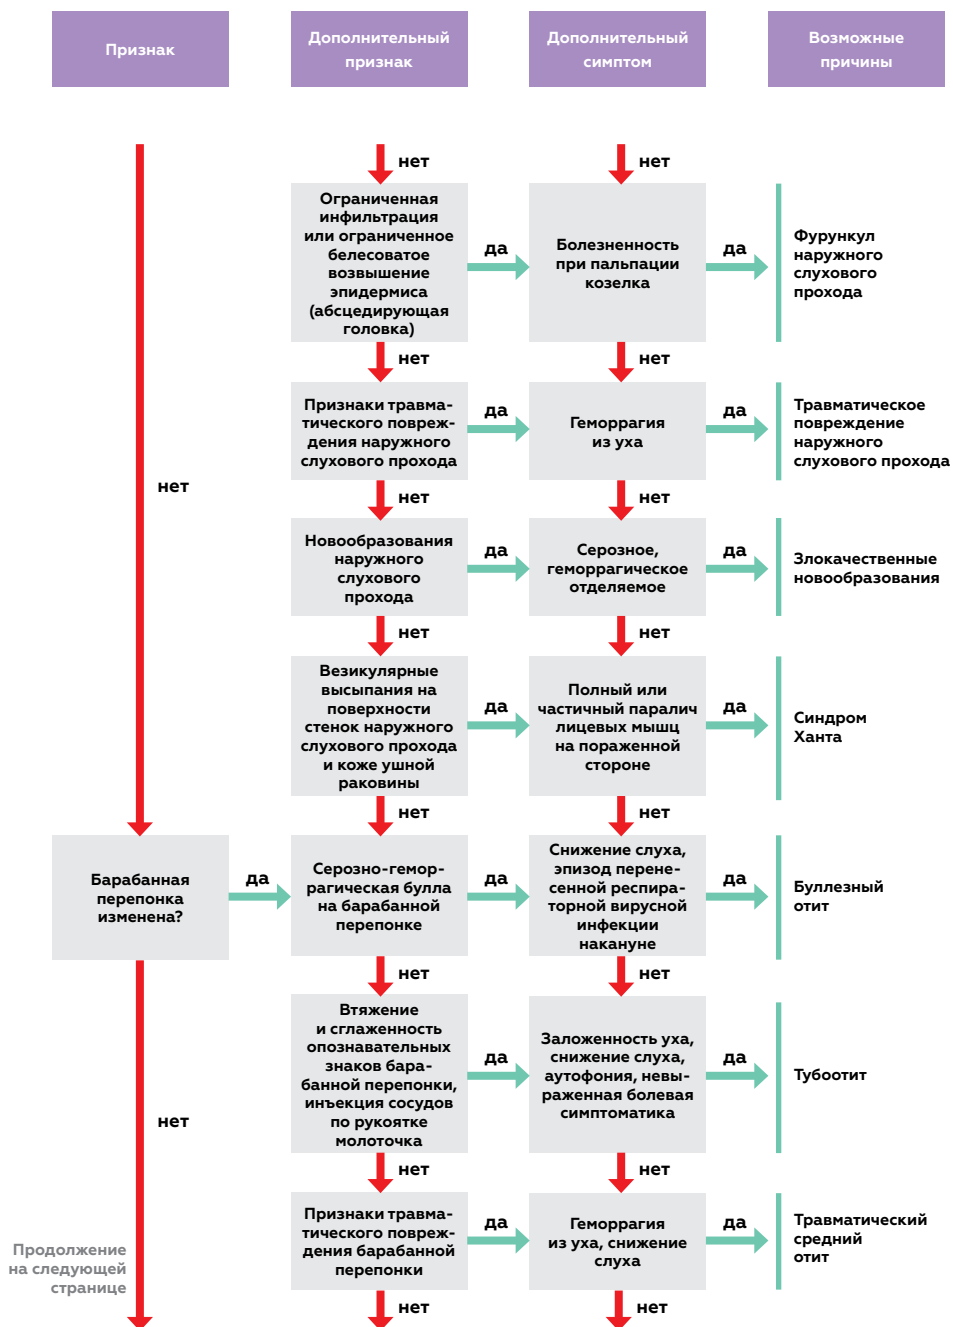 Признак
Дополнительный
признак
Дополнительный
симптом
Возможные
причины
нет
нет
Ограниченная
инфильтрация
или ограниченное
белесоватое
возвышение
эпидермиса
(абсцедирующая
головка)
да
Болезненность
при пальпации
козелка
да
Фурункул
наружного
слухового
прохода
нет
нет
Признаки травма-
тического повреж-
дения наружного
слухового прохода
да
Геморрагия
из уха
да
Травматическое
повреждение
наружного
слухового прохода
нет
нет
нет
Новообразования
наружного
слухового
прохода
да
Серозное,
геморрагическое
отделяемое
да
Злокачественные
новообразования
нет
нет
Везикулярные
высыпания на
поверхности
стенок наружного
слухового прохода
и коже ушной
раковины
да
Полный или
частичный паралич
лицевых мышц
на пораженной
стороне
да
Синдром
Ханта
нет
нет
Барабанная
перепонка
изменена?
да
Серозно-гемор-
рагическая булла
на барабанной
перепонке
да
Снижение слуха,
эпизод перене-
сенной респира-
торной вирусной
инфекции
накануне
да
Буллезный
отит
нет
нет
Втяжение
и сглаженность
опознавательных
знаков бара-
банной перепонки,
инъекция сосудов
по рукоятке
молоточка
да
Заложенность уха,
снижение слуха,
аутофония, невы-
раженная болевая
симптоматика
да
Тубоотит
нет
нет
нет
Признаки травма-
тического повреж-
дения барабанной
перепонки
да
Геморрагия
из уха, снижение
слуха
да
Травматический
средний
отит
Продолжение
на следующей
странице
нет
нет